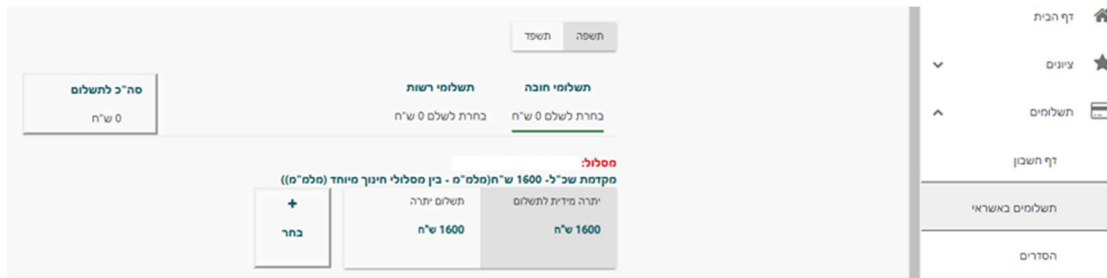 דף הבית
ציונים
תשלומים
דף חשבון
תשלומים באשראי
הסדרים
תשפה תשפד
תשלומי חובה תשלומי רשות סה"כ לתשלום
בחרת לשלם 0 ש"ח בחרת לשלם 0 ש"ח 0 ש"ח
מסלול:
מקדמת שכ"ל- 1600 ש"ח(מלמ"מ - בין מסלולי חינוך מיוחד (מלמ"מ))
יתרה מידית לתשלום תשלום יתרה +
1600 ש"ח 1600 ש"ח בחר